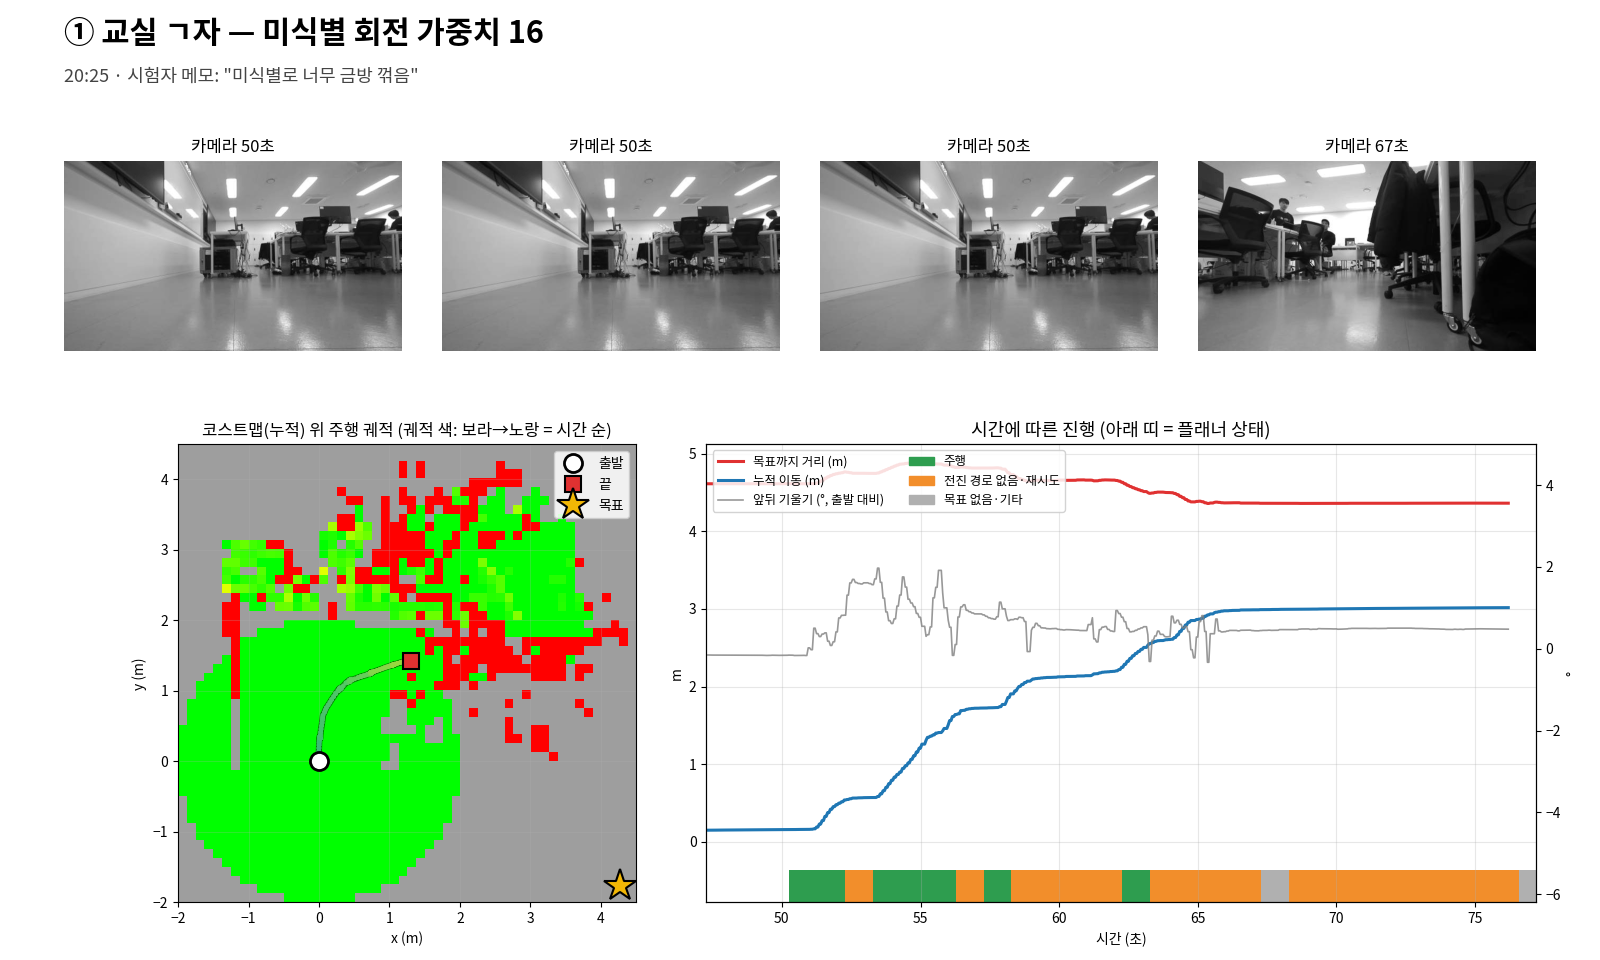 ① 교실 ㄱ자 — 미식별 회전 가중치 16
20:25 · 시험자 메모: "미식별로 너무 금방 꺾음"
카메라 50초
카메라 50초
카메라 50초
카메라 67초
코스트맵(누적) 위 주행 궤적 (궤적 색: 보라→노랑 = 시간 순)
출발
끝
목표
4
3
2
1
0
−1
−2
y (m)
−2 −1 0 1 2 3 4
x (m)
시간에 따른 진행 (아래 띠 = 플래너 상태)
목표까지 거리 (m)
누적 이동 (m)
앞뒤 기울기 (°, 출발 대비)
주행
전진 경로 없음·재시도
목표 없음·기타
5
4
3
2
1
0
m
4
2
0
−2
−4
−6
°
50 55 60 65 70 75
시간 (초)